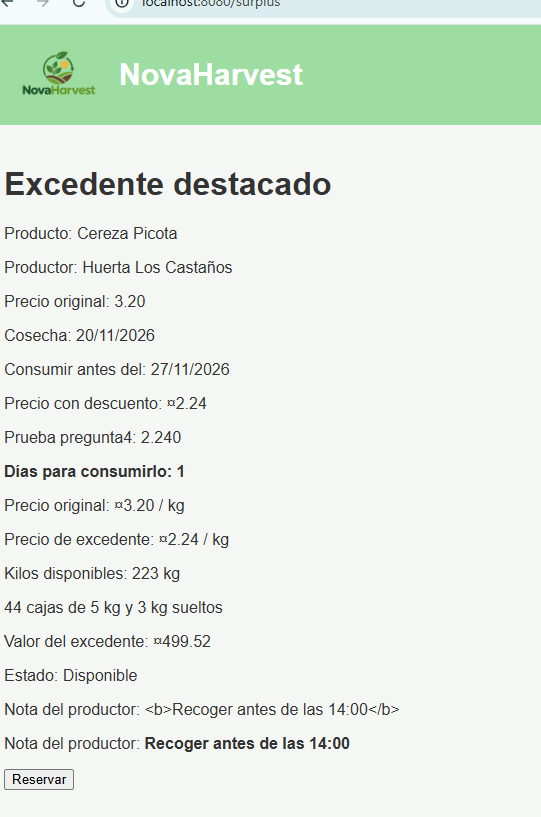 localhost:8080/surplus
NovaHarvest
NovaHarvest
Excedente destacado
Producto: Cereza Picota
Productor: Huerta Los Castaños
Precio original: 3.20
Cosecha: 20/11/2026
Consumir antes del: 27/11/2026
Precio con descuento: ¤2.24
Prueba pregunta4: 2.240
Días para consumirlo: 1
Precio original: ¤3.20 / kg
Precio de excedente: ¤2.24 / kg
Kilos disponibles: 223 kg
44 cajas de 5 kg y 3 kg sueltos
Valor del excedente: ¤499.52
Estado: Disponible
Nota del productor: <b>Recoger antes de las 14:00</b>
Nota del productor: Recoger antes de las 14:00
Reservar